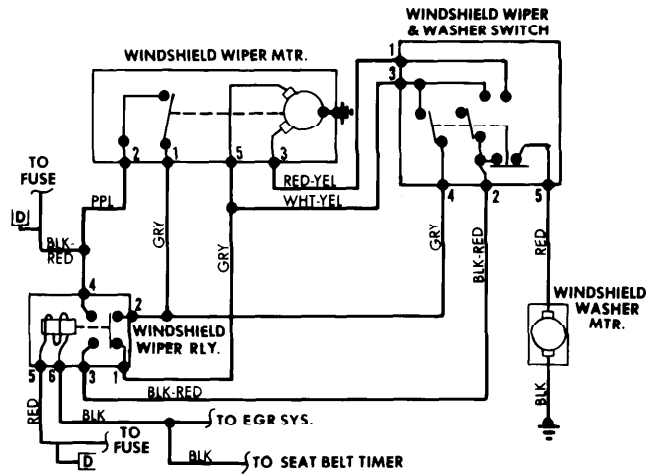 WINDSHIELD WIPER
& WASHER SWITCH
WINDSHIELD WIPER MTR.
1
3
2
1
5
3
TO
FUSE
RED-YEL
WHT-YEL
4
2
5
PPL
D
BLK-
RED
GRY
GRY
GRY
BLK-RED
RED
4
2
WINDSHIELD
WIPER RLY.
WINDSHIELD
WASHER
MTR.
5
6
3
1
BLK-RED
RED
BLK
TO EGR SYS.
BLK
TO
FUSE
D
BLK
TO SEAT BELT TIMER